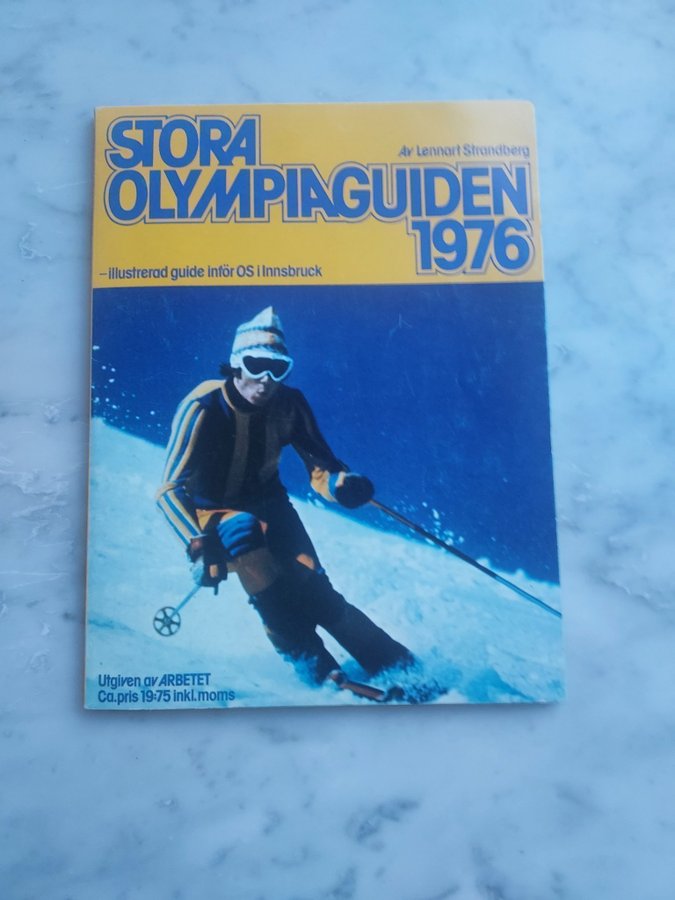 STORA
Av Lennart Strandberg
OLYMPIAGUIDEN
1976
–illustrerad guide inför OS i Innsbruck
Utgiven av ARBETET
Ca.pris 19:75 inkl.moms